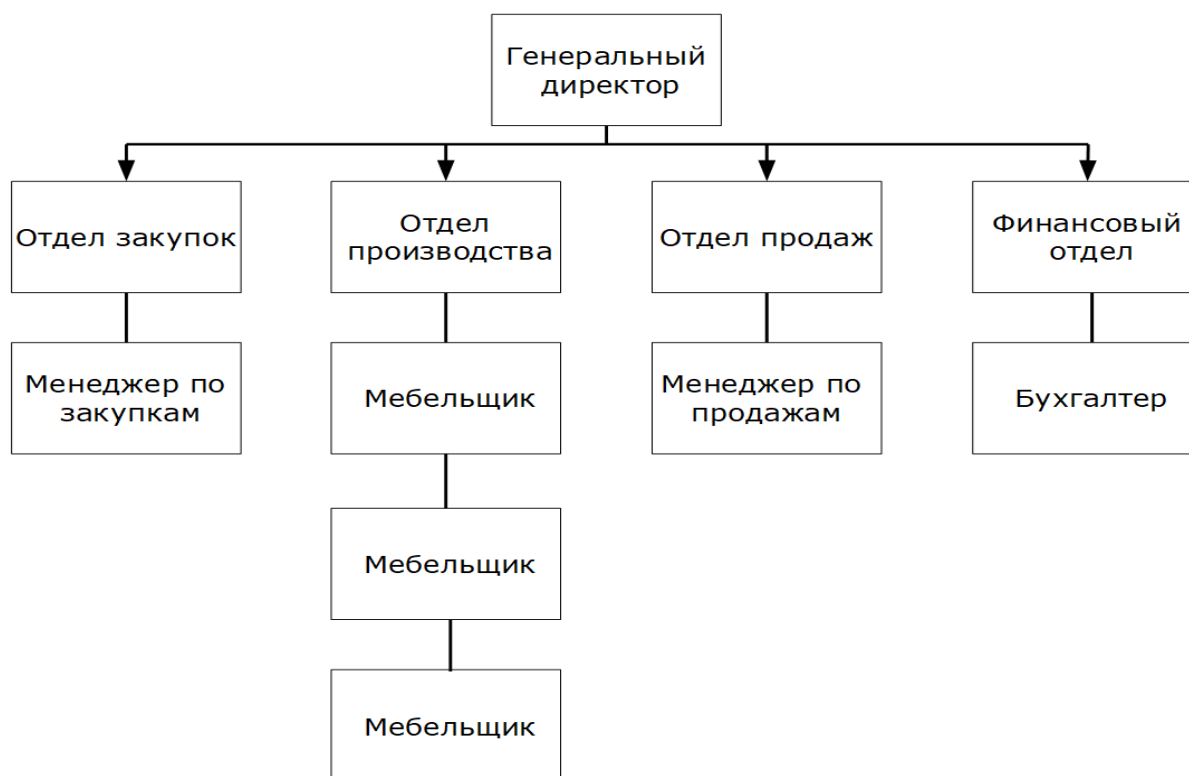 Генеральный
директор
Отдел закупок
Отдел
производства
Отдел продаж
Финансовый
отдел
Менеджер по
закупкам
Мебельщик
Менеджер по
продажам
Бухгалтер
Мебельщик
Мебельщик